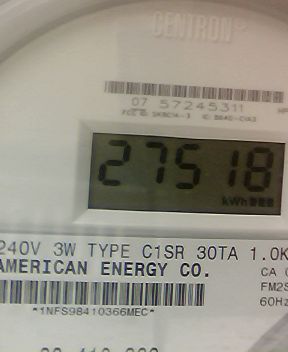 CENTRON®
07 57245311
27518
kWh
240V 3W TYPE C1SR 30TA 1.0K
AMERICAN ENERGY CO.
CA
FM2S
60Hz
*1NFS98410366MEC*